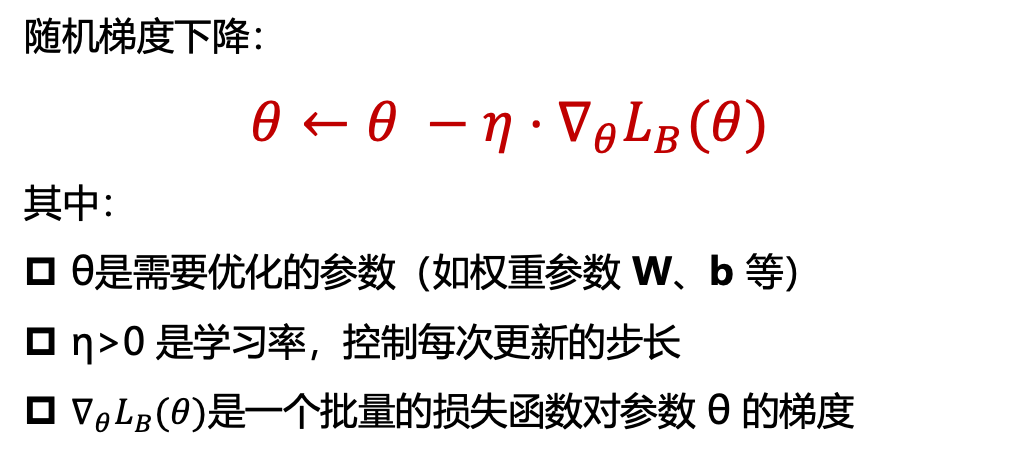 随机梯度下降：
θ ← θ − η · ∇θLB(θ)
其中：
θ是需要优化的参数（如权重参数 W、b 等）
η>0 是学习率，控制每次更新的步长
∇θLB(θ)是一个批量的损失函数对参数 θ 的梯度